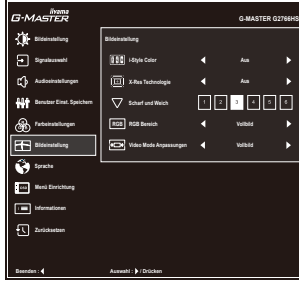 iiyama
G-MASTER
G-MASTER G2766HS
Bildeinstellung
Signalauswahl
Audioeinstellungen
Benutzer Einst. Speichern
Farbeinstellungen
Bildeinstellung
Sprache
Menü Einrichtung
Informationen
Zurücksetzen
Bildeinstellung
i-Style Color Aus
X-Res Technologie Aus
Scharf und Weich 1 2 3 4 5 6
RGB RGB Bereich Vollbild
Video Mode Anpassungen Vollbild
Beenden : Auswahl : / Drücken